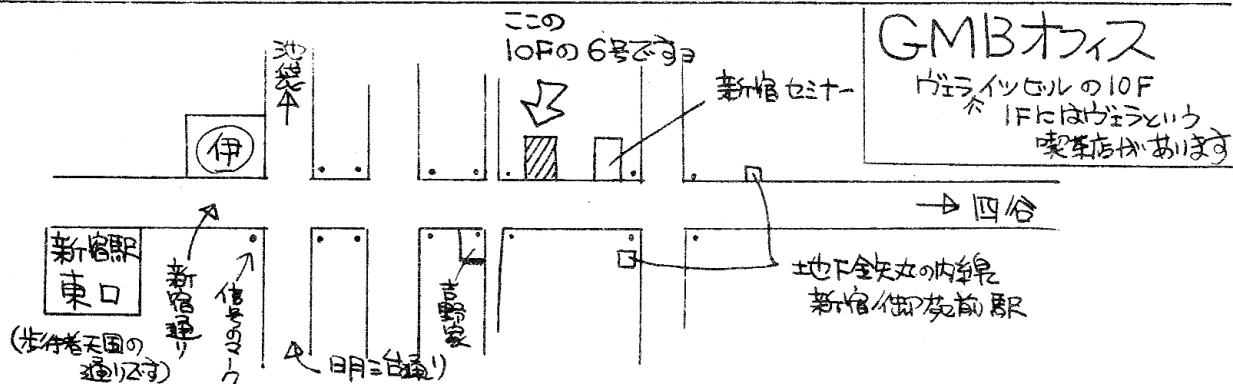 ここの
10Fの6号です
GMBオフィス
ヴェライツビルの10F
1Fにはヴェラという
喫茶店があります
新宿セミナー
池袋
伊
→ 四谷
新宿駅
東口
(歩行者天国の
通りです)
新宿通り
信号のマーク
明治通り
吉野家
地下鉄丸の内線
新宿御苑前駅